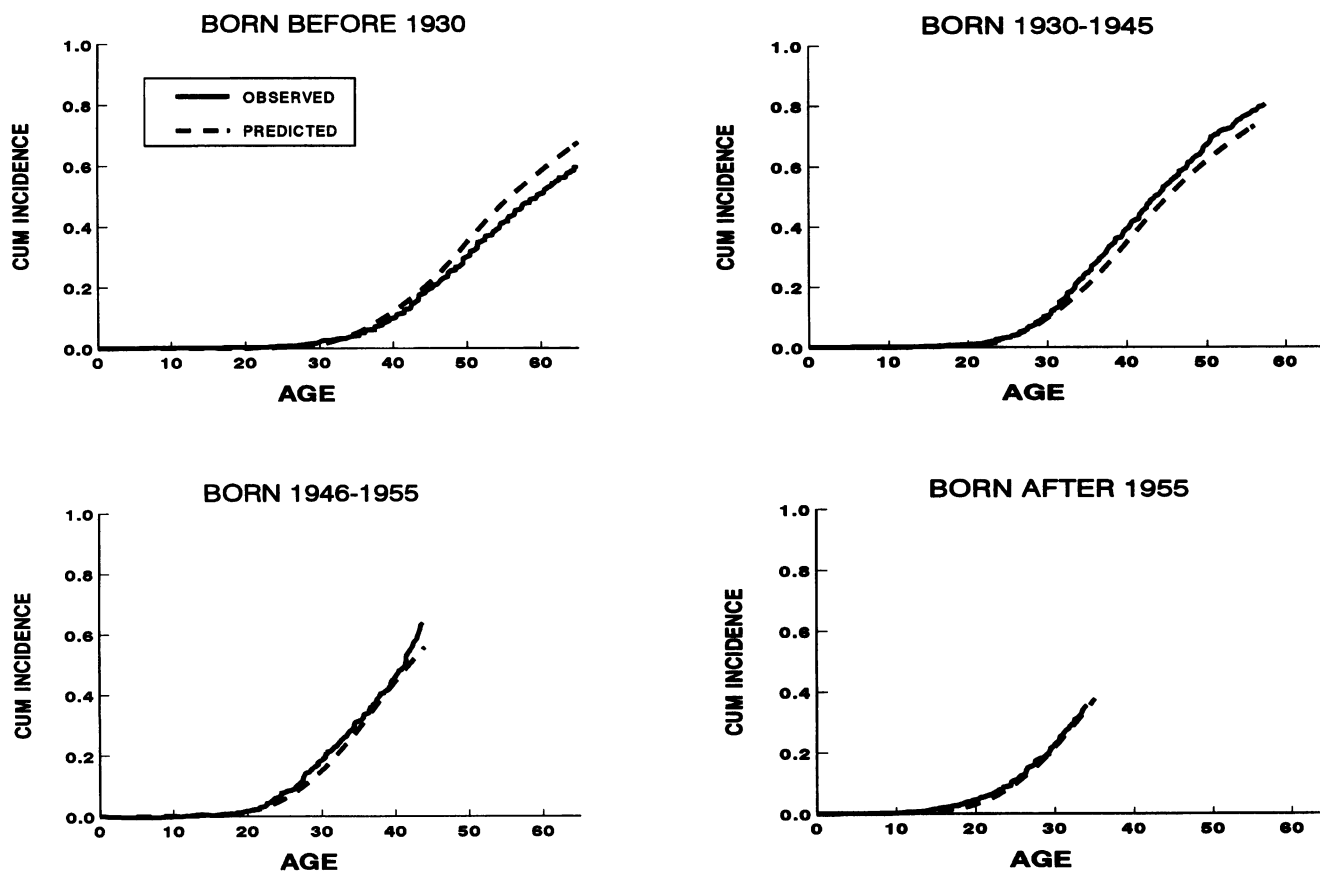 BORN BEFORE 1930
1.0
0.8
0.6
0.4
0.2
0.0
CUM INCIDENCE
OBSERVED
PREDICTED
0 10 20 30 40 50 60
AGE
BORN 1930-1945
1.0
0.8
0.6
0.4
0.2
0.0
CUM INCIDENCE
0 10 20 30 40 50 60
AGE
BORN 1946-1955
1.0
0.8
0.6
0.4
0.2
0.0
CUM INCIDENCE
0 10 20 30 40 50 60
AGE
BORN AFTER 1955
1.0
0.8
0.6
0.4
0.2
0.0
CUM INCIDENCE
0 10 20 30 40 50 60
AGE